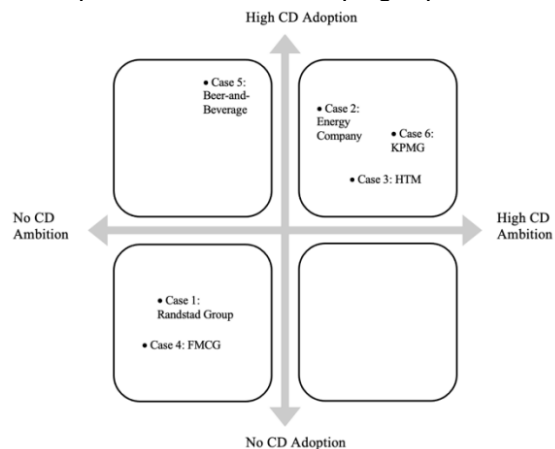 High CD Adoption
• Case 5:
Beer-and-
Beverage
• Case 2:
Energy
Company
• Case 6:
KPMG
• Case 3: HTM
No CD
Ambition
High CD
Ambition
• Case 1:
Randstad Group
• Case 4: FMCG
No CD Adoption